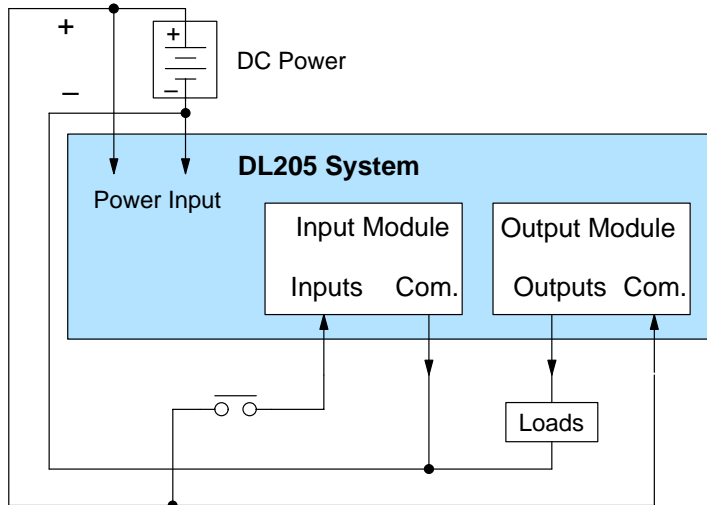 +
+
DC Power
–
–
DL205 System
Power Input
Input Module
Output Module
Inputs Com.
Outputs Com.
Loads